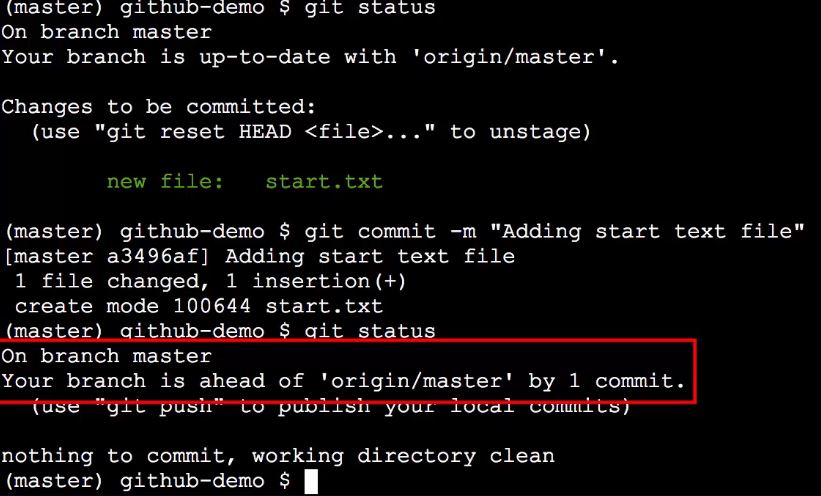 (master) github-demo $ git status
On branch master
Your branch is up-to-date with 'origin/master'.
Changes to be committed:
(use "git reset HEAD <file>..." to unstage)
new file: start.txt
(master) github-demo $ git commit -m "Adding start text file"
[master a3496af] Adding start text file
1 file changed, 1 insertion(+)
create mode 100644 start.txt
(master) github-demo $ git status
On branch master
Your branch is ahead of 'origin/master' by 1 commit.
(use "git push" to publish your local commits)
nothing to commit, working directory clean
(master) github-demo $